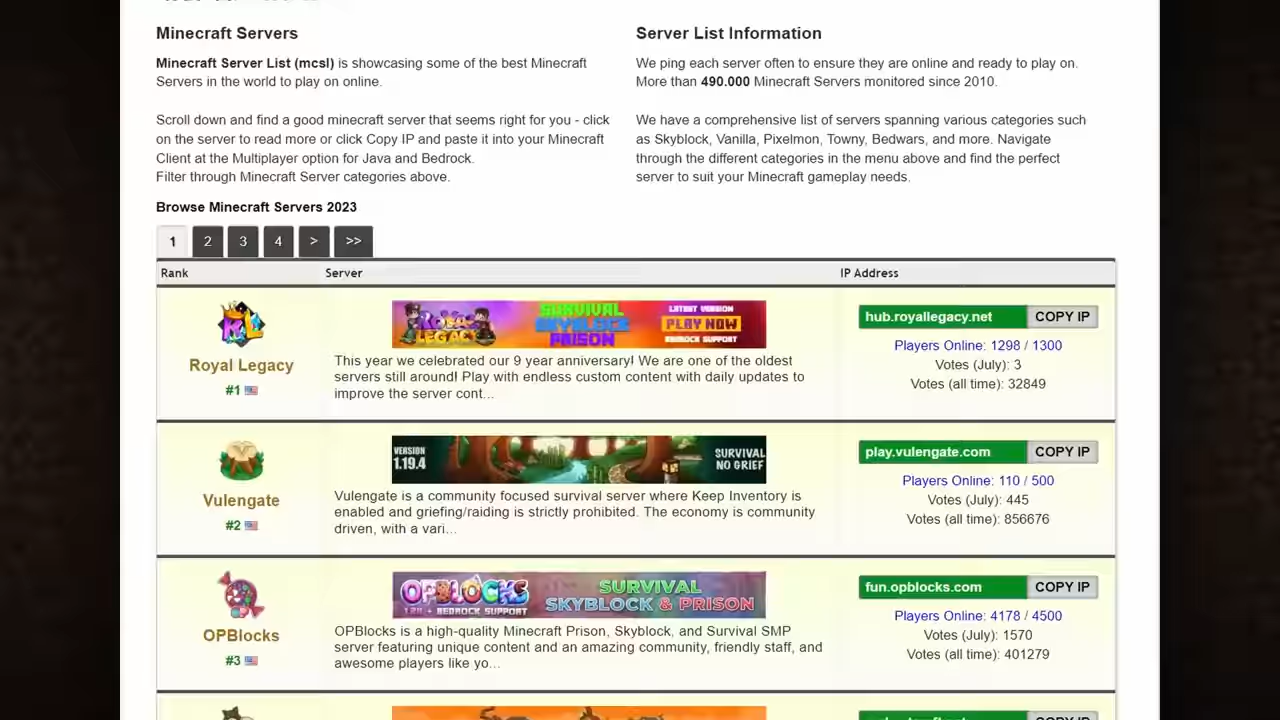 Minecraft Servers
Minecraft Server List (mcsl) is showcasing some of the best Minecraft
Servers in the world to play on online.
Scroll down and find a good minecraft server that seems right for you - click
on the server to read more or click Copy IP and paste it into your Minecraft
Client at the Multiplayer option for Java and Bedrock.
Filter through Minecraft Server categories above.
Server List Information
We ping each server often to ensure they are online and ready to play on.
More than 490.000 Minecraft Servers monitored since 2010.
We have a comprehensive list of servers spanning various categories such
as Skyblock, Vanilla, Pixelmon, Towny, Bedwars, and more. Navigate
through the different categories in the menu above and find the perfect
server to suit your Minecraft gameplay needs.
Browse Minecraft Servers 2023
1 2 3 4 > >>
Rank Server IP Address
KL
Royal Legacy
#1
ROYAL LEGACY
SURVIVAL
SKYBLOCK
PRISON
LATEST VERSION
PLAY NOW
BEDROCK SUPPORT
This year we celebrated our 9 year anniversary! We are one of the oldest
servers still around! Play with endless custom content with daily updates to
improve the server cont...
hub.royallegacy.net COPY IP
Players Online: 1298 / 1300
Votes (July): 3
Votes (all time): 32849
Vulengate
#2
VERSION
1.19.4
SURVIVAL
NO GRIEF
Vulengate is a community focused survival server where Keep Inventory is
enabled and griefing/raiding is strictly prohibited. The economy is community
driven, with a vari...
play.vulengate.com COPY IP
Players Online: 110 / 500
Votes (July): 445
Votes (all time): 856676
OPBlocks
#3
OPBLOCKS
+ BEDROCK SUPPORT
SURVIVAL
SKYBLOCK & PRISON
OPBlocks is a high-quality Minecraft Prison, Skyblock, and Survival SMP
server featuring unique content and an amazing community, friendly staff, and
awesome players like yo...
fun.opblocks.com COPY IP
Players Online: 4178 / 4500
Votes (July): 1570
Votes (all time): 401279
COPY IP